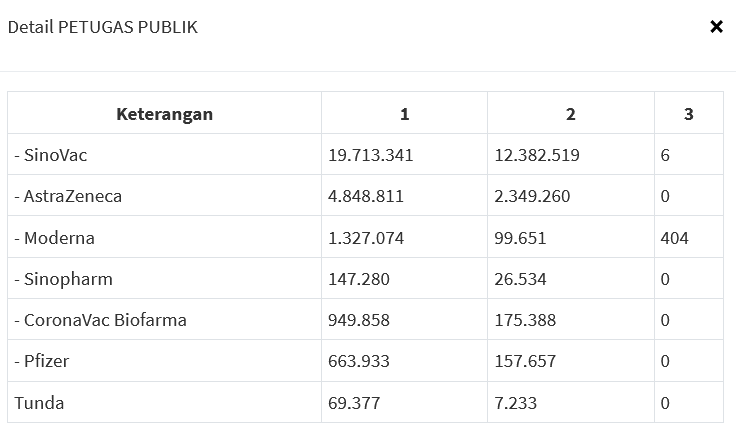 Detail PETUGAS PUBLIK ×
Keterangan 1 2 3
- SinoVac 19.713.341 12.382.519 6
- AstraZeneca 4.848.811 2.349.260 0
- Moderna 1.327.074 99.651 404
- Sinopharm 147.280 26.534 0
- CoronaVac Biofarma 949.858 175.388 0
- Pfizer 663.933 157.657 0
Tunda 69.377 7.233 0